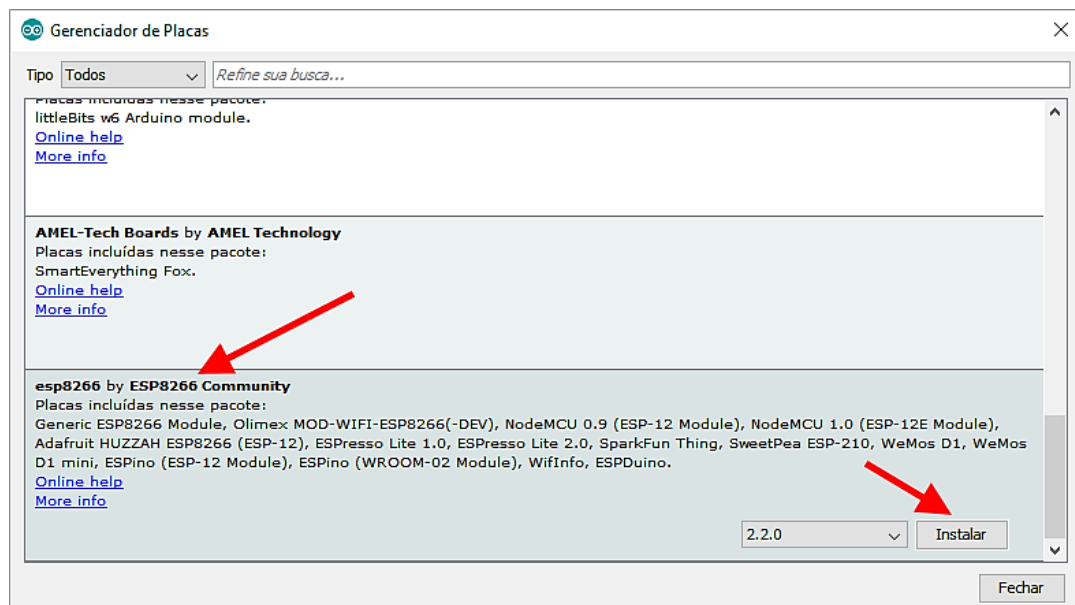 Gerenciador de Placas
Tipo Todos Refine sua busca...
Placas incluídas nesse pacote:
littleBits w6 Arduino module.
Online help
More info
AMEL-Tech Boards by AMEL Technology
Placas incluídas nesse pacote:
SmartEverything Fox.
Online help
More info
esp8266 by ESP8266 Community
Placas incluídas nesse pacote:
Generic ESP8266 Module, Olimex MOD-WIFI-ESP8266(-DEV), NodeMCU 0.9 (ESP-12 Module), NodeMCU 1.0 (ESP-12E Module),
Adafruit HUZZAH ESP8266 (ESP-12), ESPresso Lite 1.0, ESPresso Lite 2.0, SparkFun Thing, SweetPea ESP-210, WeMos D1, WeMos
D1 mini, ESPino (ESP-12 Module), ESPino (WROOM-02 Module), WifInfo, ESPDuino.
Online help
More info
2.2.0 Instalar
Fechar